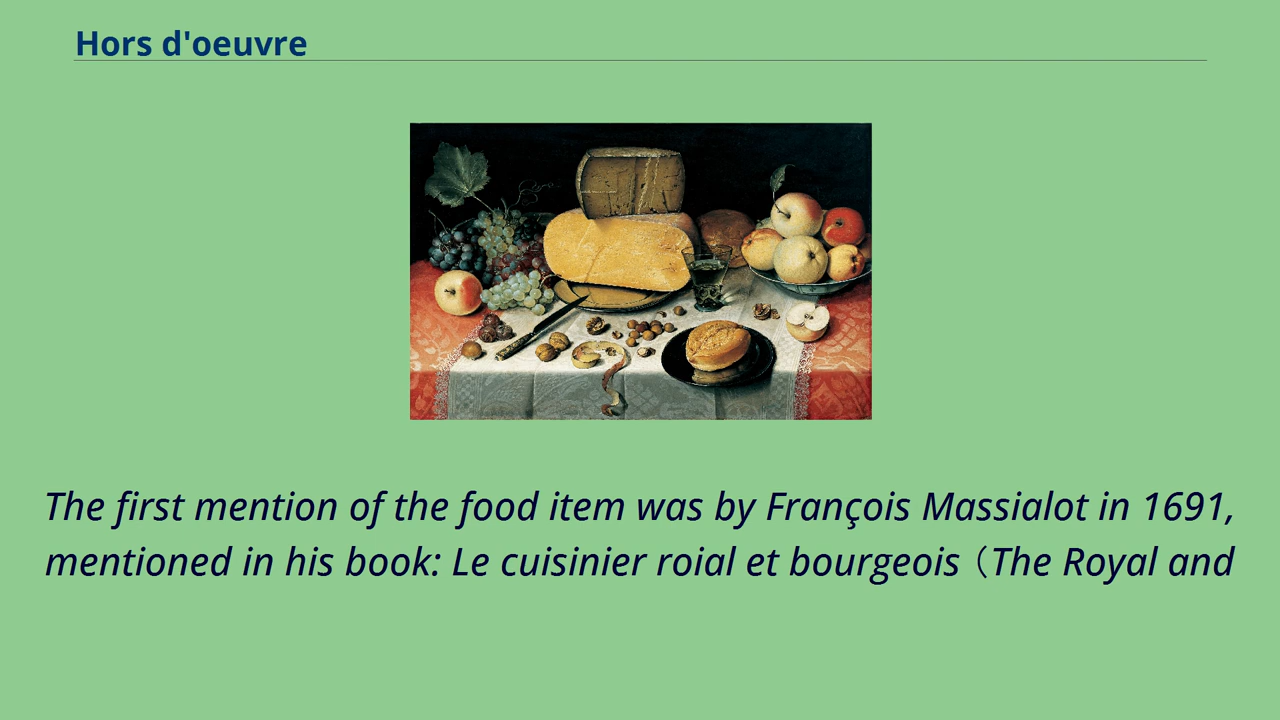 Hors d'oeuvre
The first mention of the food item was by François Massialot in 1691,
mentioned in his book: Le cuisinier roial et bourgeois（The Royal and